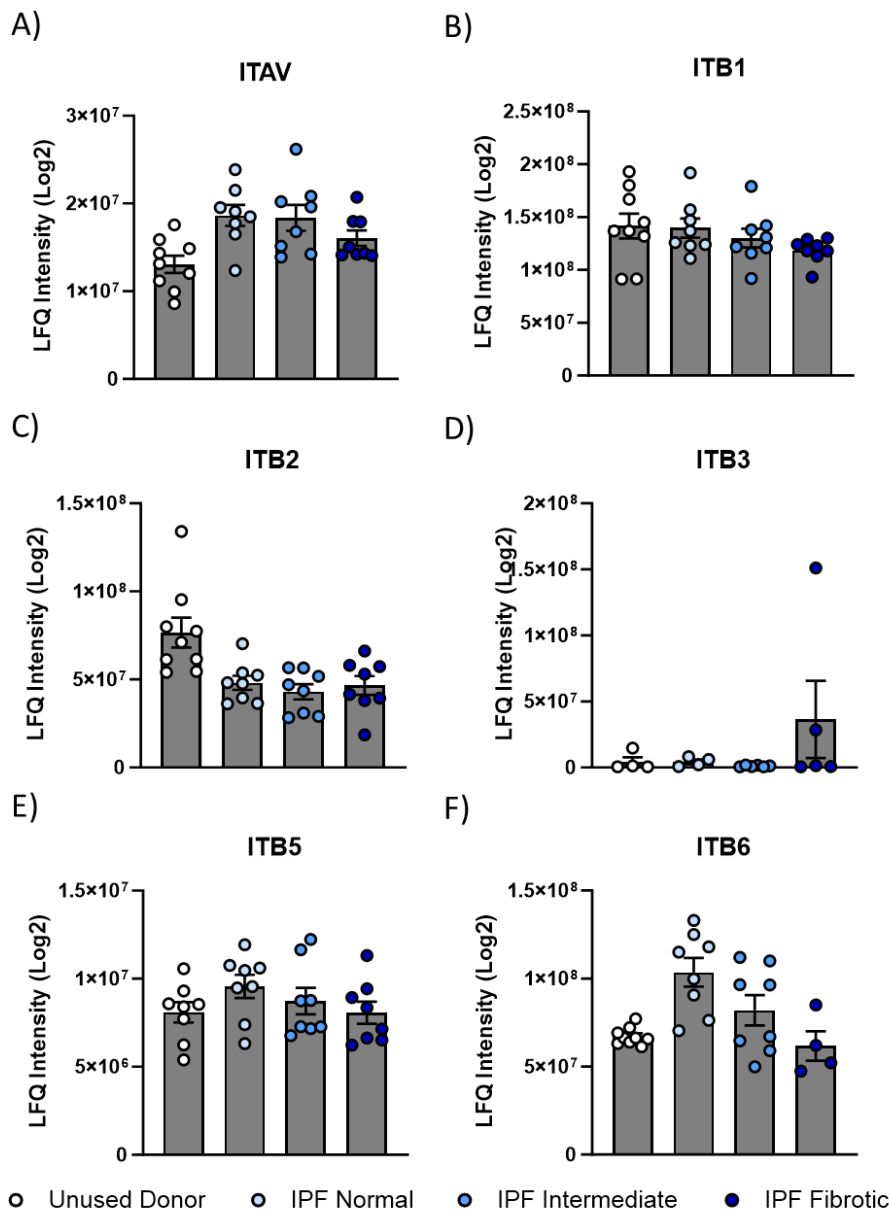 A)
ITAV
LFQ Intensity (Log2)
3×10⁷
2×10⁷
1×10⁷
0
B)
ITB1
LFQ Intensity (Log2)
2.5×10⁸
2×10⁸
1.5×10⁸
1×10⁸
5×10⁷
0
C)
ITB2
LFQ Intensity (Log2)
1.5×10⁸
1×10⁸
5×10⁷
0
D)
ITB3
LFQ Intensity (Log2)
2×10⁸
1.5×10⁸
1×10⁸
5×10⁷
0
E)
ITB5
LFQ Intensity (Log2)
1.5×10⁷
1×10⁷
5×10⁶
0
F)
ITB6
LFQ Intensity (Log2)
1.5×10⁸
1×10⁸
5×10⁷
0
Unused Donor IPF Normal IPF Intermediate IPF Fibrotic